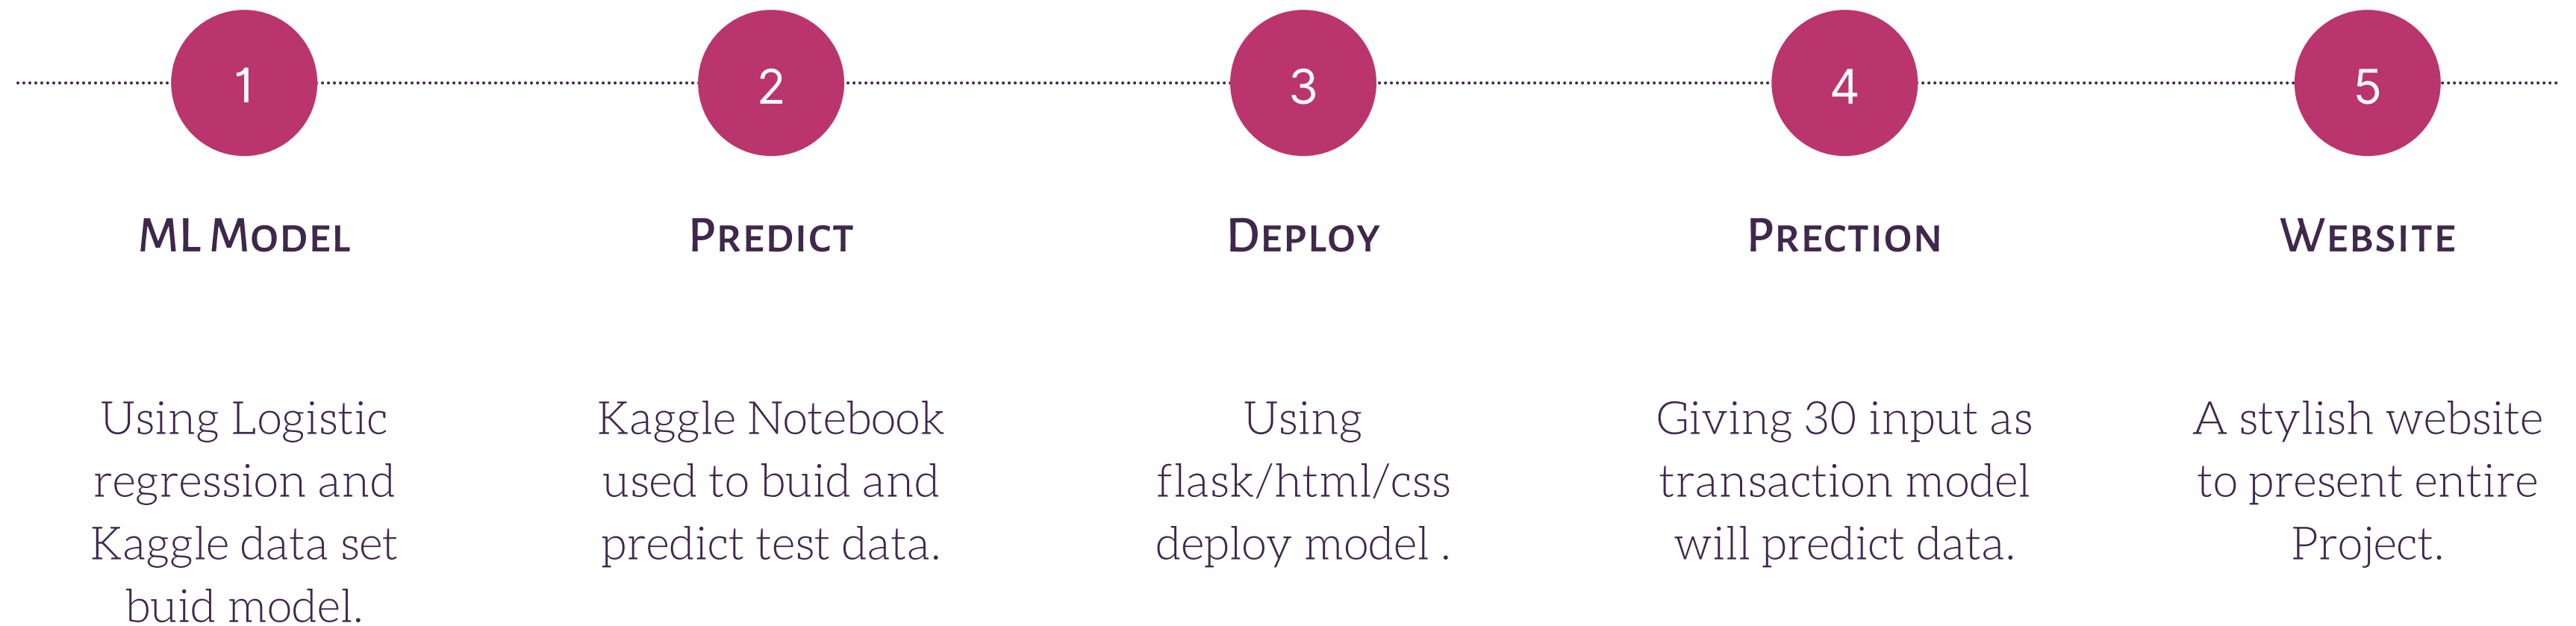 1
2
3
4
5
ML Model
Predict
Deploy
Prection
Website
Using Logistic
regression and
Kaggle data set
buid model.
Kaggle Notebook
used to buid and
predict test data.
Using
flask/html/css
deploy model .
Giving 30 input as
transaction model
will predict data.
A stylish website
to present entire
Project.